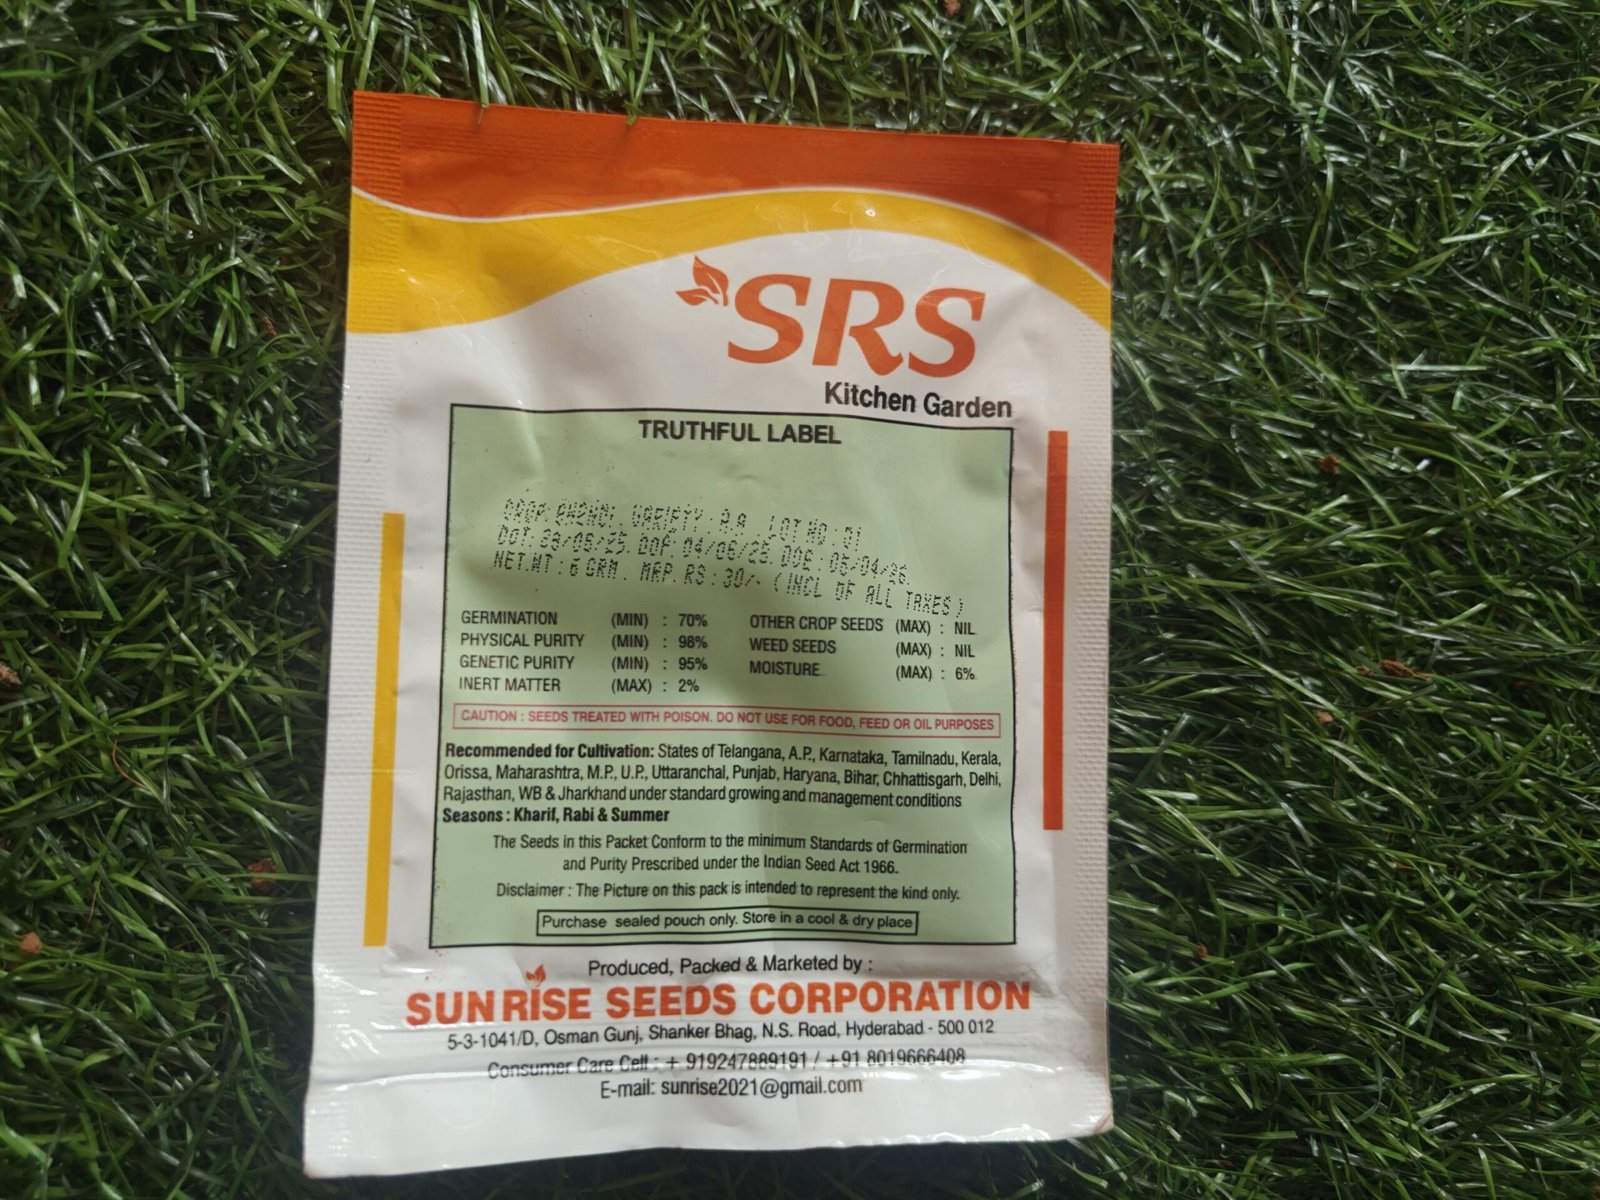 SRS
Kitchen Garden
TRUTHFUL LABEL
CROP: BHENDI. VARIETY: A.A. LOT NO: 01
DOT: /25. DOP: 04/06/25. DOE: /04/26.
NET.WT: 6 GRM. MRP. RS: 30/- (INCL OF ALL TAXES)
GERMINATION (MIN) : 70% OTHER CROP SEEDS (MAX) : NIL
PHYSICAL PURITY (MIN) : 98% WEED SEEDS (MAX) : NIL
GENETIC PURITY (MIN) : 95% MOISTURE (MAX) : 6%
INERT MATTER (MAX) : 2%
CAUTION : SEEDS TREATED WITH POISON. DO NOT USE FOR FOOD, FEED OR OIL PURPOSES
Recommended for Cultivation: States of Telangana, A.P., Karnataka, Tamilnadu, Kerala,
Orissa, Maharashtra, M.P., U.P., Uttaranchal, Punjab, Haryana, Bihar, Chhattisgarh, Delhi,
Rajasthan, WB & Jharkhand under standard growing and management conditions
Seasons : Kharif, Rabi & Summer
The Seeds in this Packet Conform to the minimum Standards of Germination
and Purity Prescribed under the Indian Seed Act 1966.
Disclaimer : The Picture on this pack is intended to represent the kind only.
Purchase sealed pouch only. Store in a cool & dry place
Produced, Packed & Marketed by :
SUNRISE SEEDS CORPORATION
5-3-1041/D, Osman Gunj, Shanker Bhag, N.S. Road, Hyderabad - 500 012
Consumer Care Cell : + 919247889191 / +91 8019666408
E-mail: sunrise2021@gmail.com